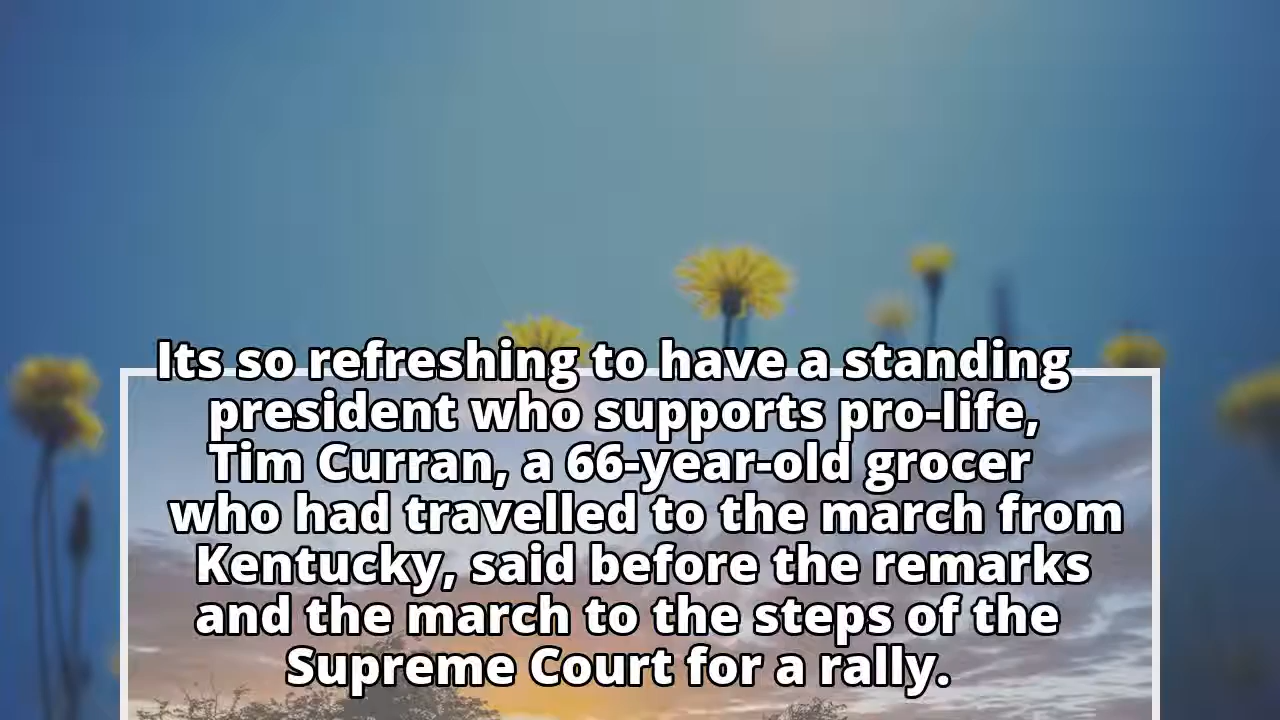 Its so refreshing to have a standing
president who supports pro-life,
Tim Curran, a 66-year-old grocer
who had travelled to the march from
Kentucky, said before the remarks
and the march to the steps of the
Supreme Court for a rally.